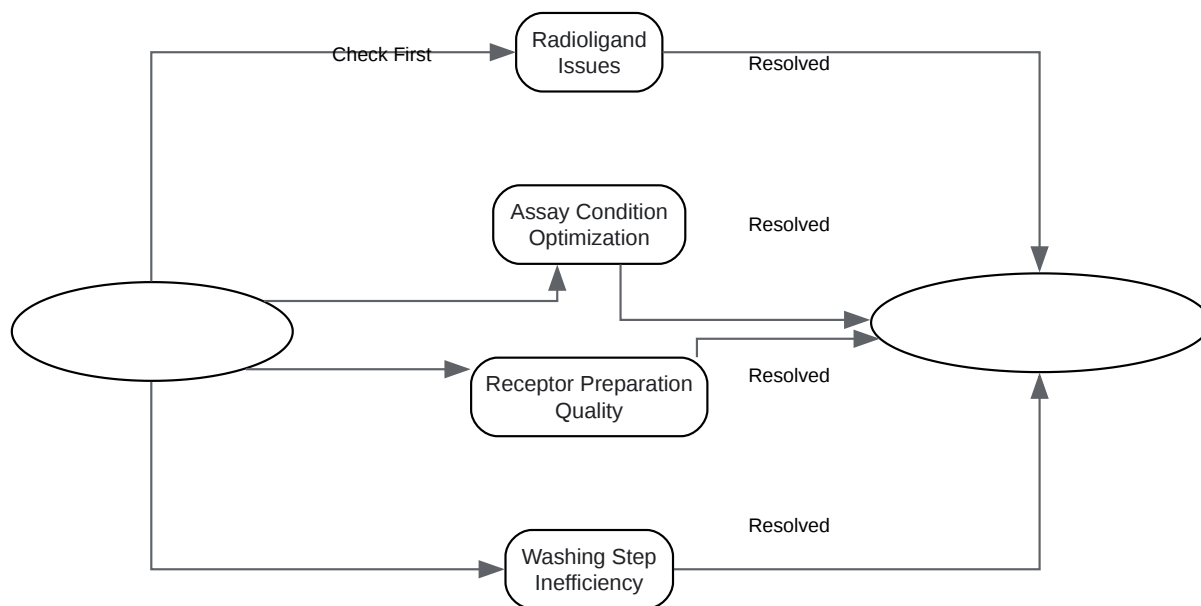 Check First
Radioligand
Issues
Resolved
Assay Condition
Optimization
Resolved
Receptor Preparation
Quality
Resolved
Washing Step
Inefficiency
Resolved